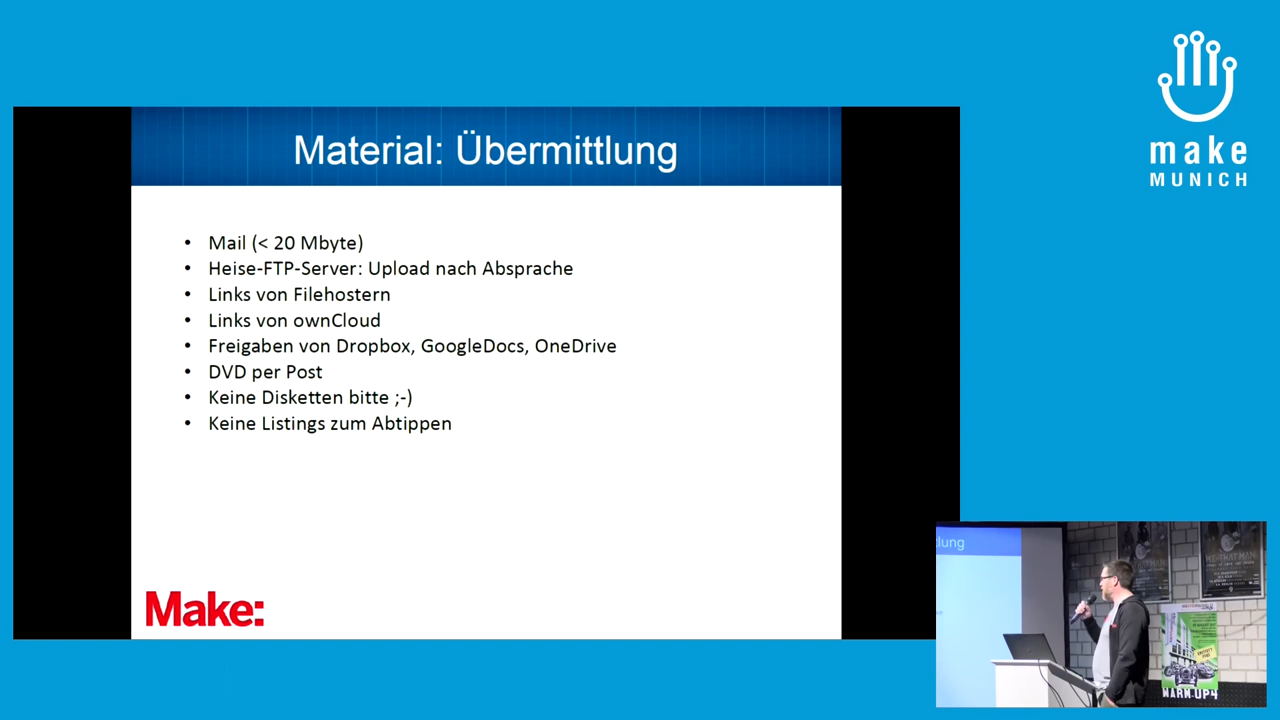 make
MUNICH
Material: Übermittlung
• Mail (< 20 Mbyte)
• Heise-FTP-Server: Upload nach Absprache
• Links von Filehostern
• Links von ownCloud
• Freigaben von Dropbox, GoogleDocs, OneDrive
• DVD per Post
• Keine Disketten bitte ;-)
• Keine Listings zum Abtippen
Make:
tlung
WARM-UP4